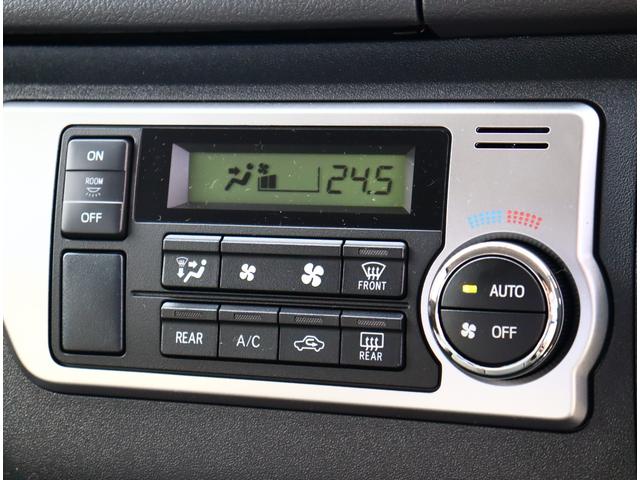 ON
ROOM
OFF
24.5
FRONT
AUTO
OFF
REAR
A/C
REAR